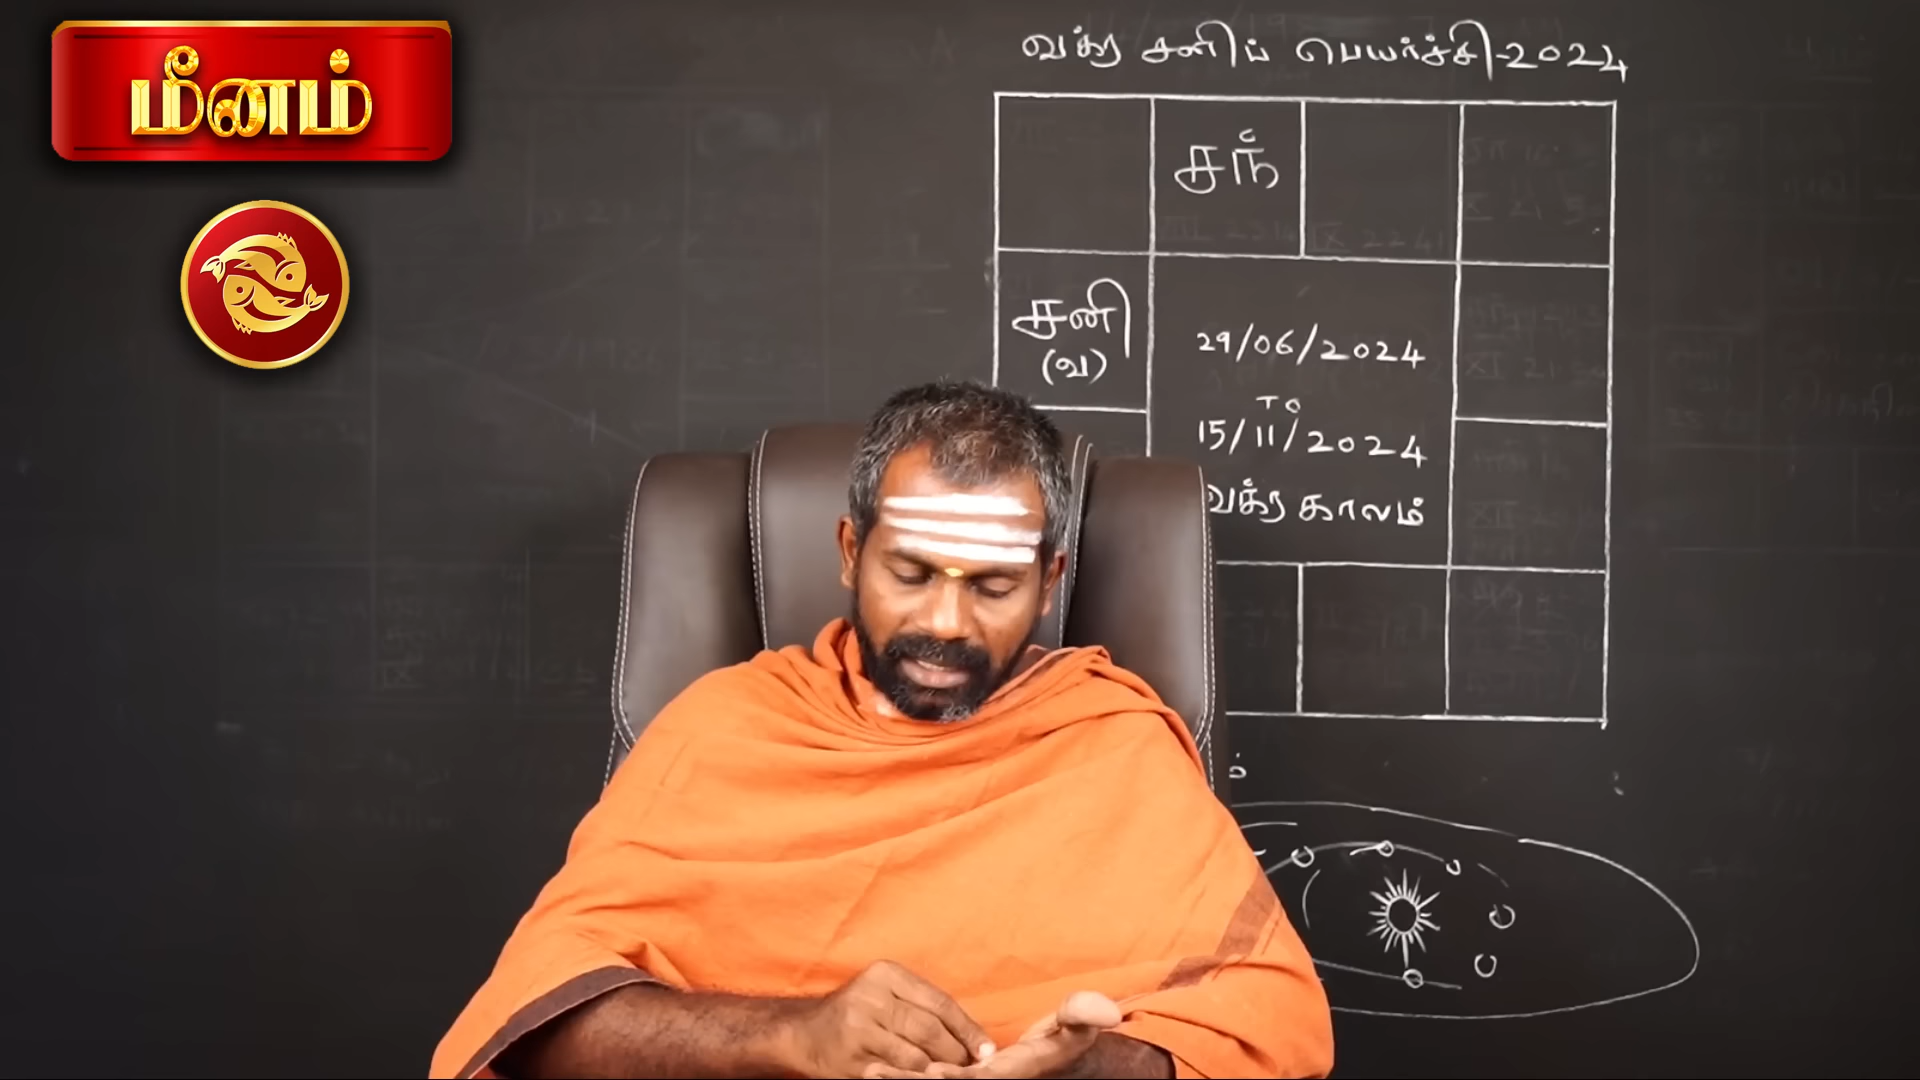 மீனம்
வக்ர சனிப் பெயர்ச்சி-2024
சந்
சனி
(வ)
29/06/2024
TO
15/11/2024
வக்ர காலம்